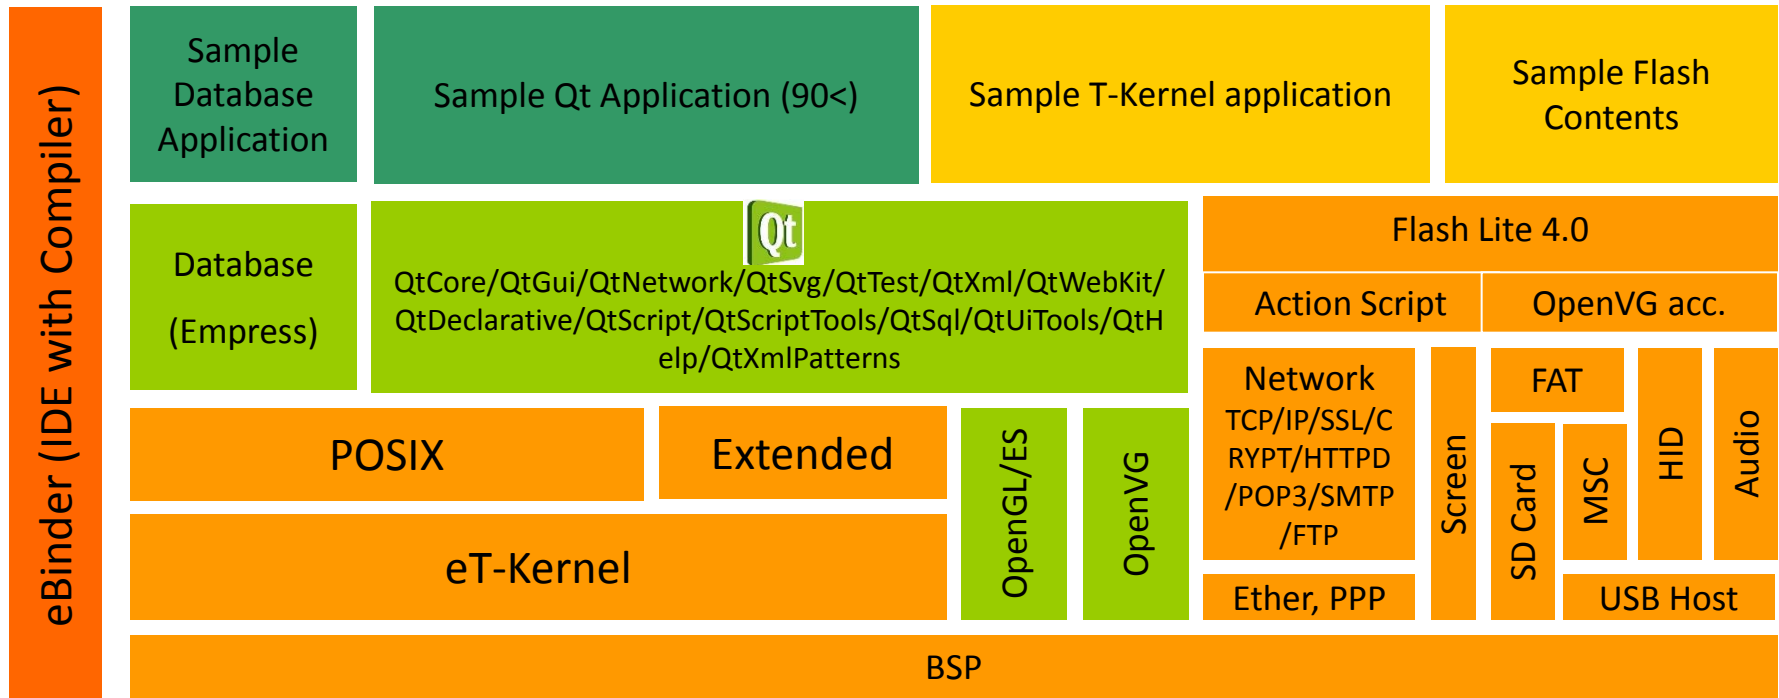 eBinder (IDE with Compiler)
Sample
Database
Application
Sample Qt Application (90<)
Sample T-Kernel application
Sample Flash
Contents
Database
(Empress)
Qt
QtCore/QtGui/QtNetwork/QtSvg/QtTest/QtXml/QtWebKit/
QtDeclarative/QtScript/QtScriptTools/QtSql/QtUiTools/QtH
elp/QtXmlPatterns
Flash Lite 4.0
Action Script
OpenVG acc.
POSIX
Extended
eT-Kernel
OpenGL/ES
OpenVG
Network
TCP/IP/SSL/C
RYPT/HTTPD
/POP3/SMTP
/FTP
Ether, PPP
Screen
FAT
SD Card
MSC
HID
Audio
USB Host
BSP